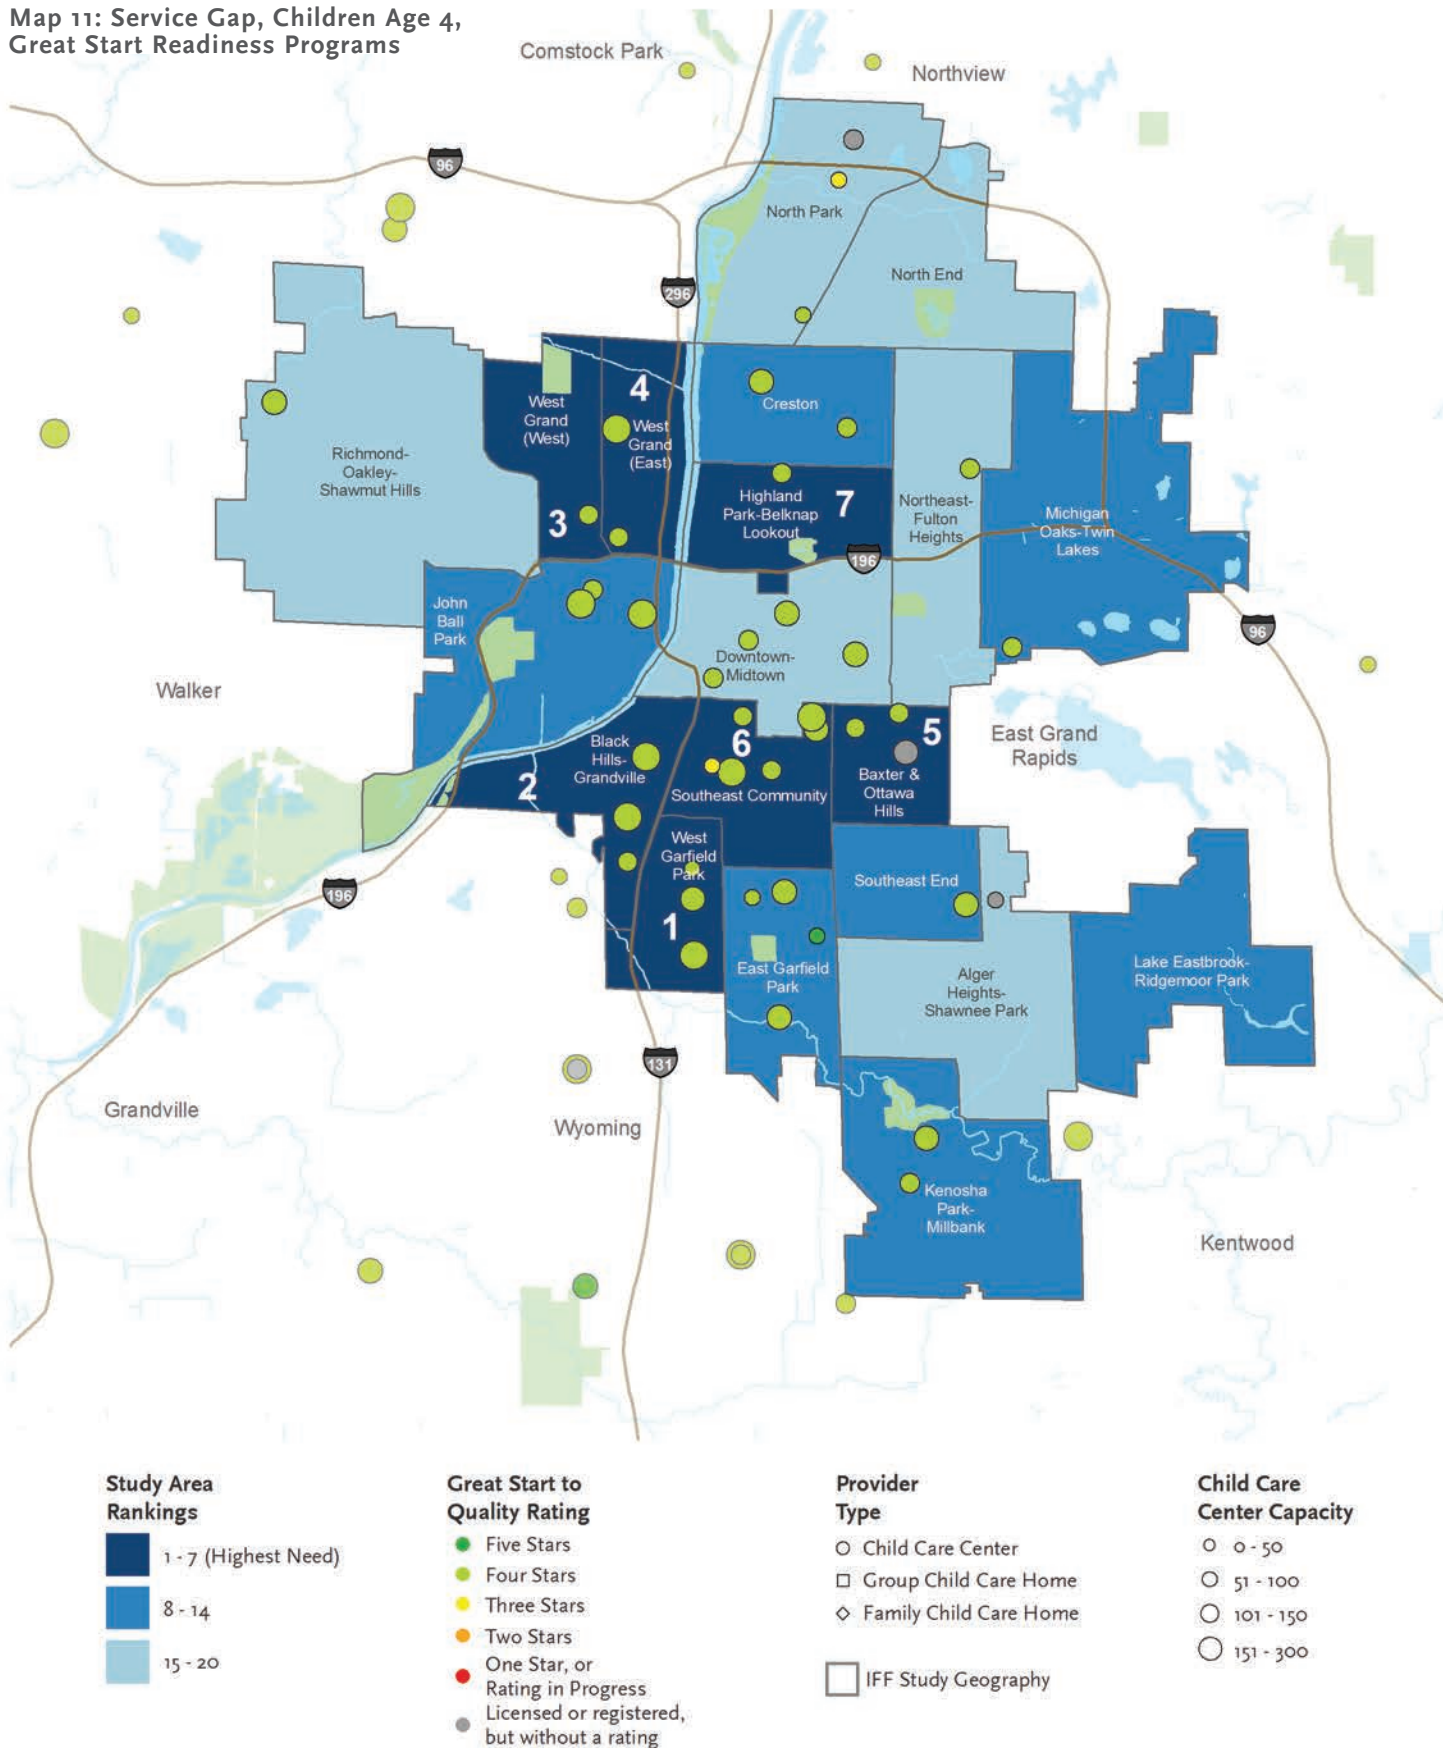 Map 11: Service Gap, Children Age 4,
Great Start Readiness Programs
Comstock Park
Northview
96
North Park
296
North End
4
West
Grand
(West)
West
Grand
(East)
Creston
Richmond-
Oakley-
Shawmut Hills
3
Highland
Park-Belknap
Lookout
7
Northeast-
Fulton
Heights
Michigan
Oaks-Twin
Lakes
196
John
Ball
Park
96
Downtown-
Midtown
Walker
Black
Hills-
Grandville
6
5
East Grand
Rapids
2
Southeast Community
Baxter &
Ottawa
Hills
West
Garfield
Park
Southeast End
196
1
East Garfield
Park
Alger
Heights-
Shawnee Park
Lake Eastbrook-
Ridgemoor Park
131
Grandville
Wyoming
Kenosha
Park-
Millbank
Kentwood
Study Area
Rankings
1 - 7 (Highest Need)
8 - 14
15 - 20
Great Start to
Quality Rating
Five Stars
Four Stars
Three Stars
Two Stars
One Star, or
Rating in Progress
Licensed or registered,
but without a rating
Provider
Type
Child Care Center
Group Child Care Home
Family Child Care Home
IFF Study Geography
Child Care
Center Capacity
0 - 50
51 - 100
101 - 150
151 - 300